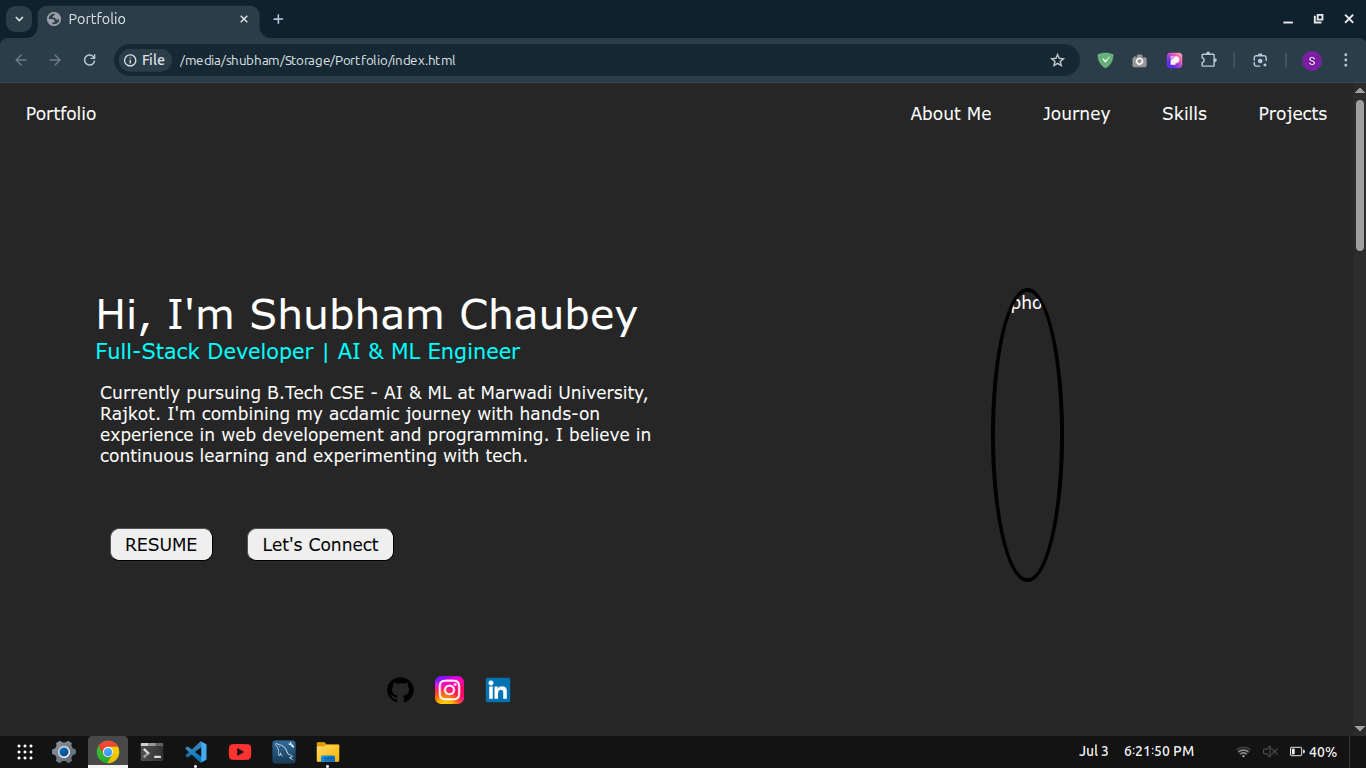 Portfolio
File /media/shubham/Storage/Portfolio/index.html
S
Portfolio About Me Journey Skills Projects
Hi, I'm Shubham Chaubey
Full-Stack Developer | AI & ML Engineer
Currently pursuing B.Tech CSE - AI & ML at Marwadi University,
Rajkot. I'm combining my acdamic journey with hands-on
experience in web developement and programming. I believe in
continuous learning and experimenting with tech.
pho
RESUME Let's Connect
in
Jul 3 6:21:50 PM 40%